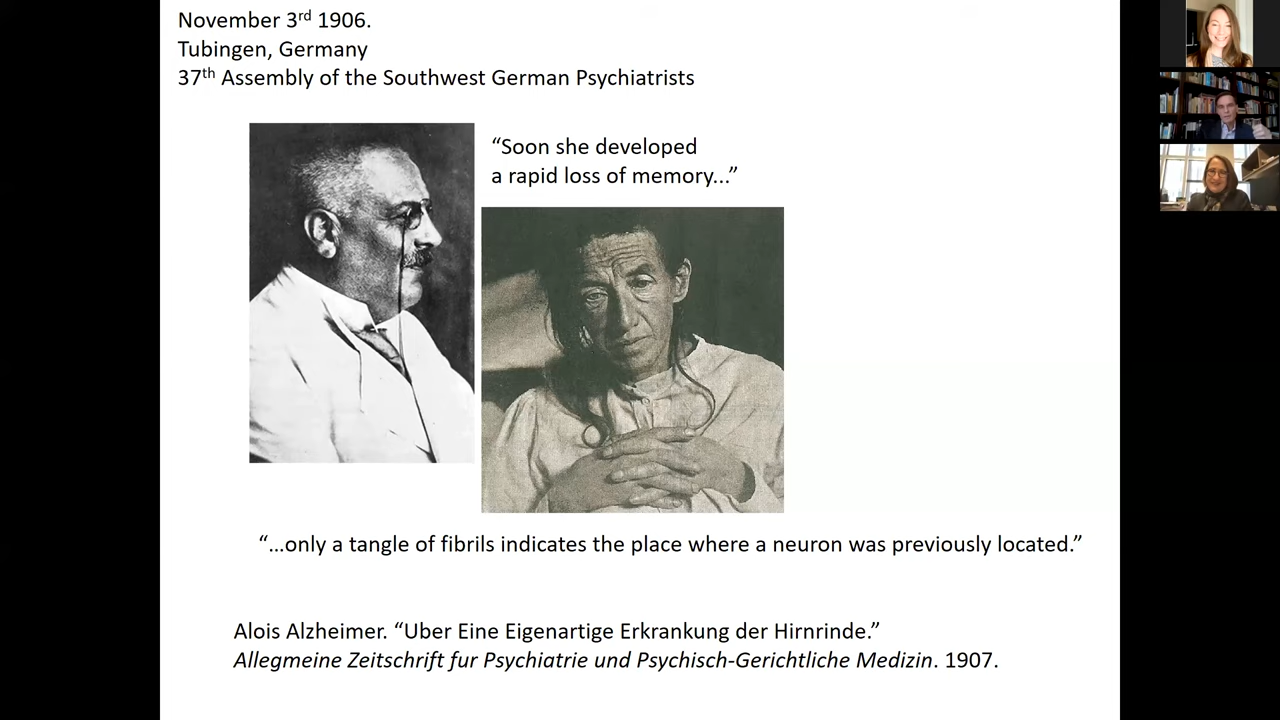 November 3rd 1906.
Tubingen, Germany
37th Assembly of the Southwest German Psychiatrists
“Soon she developed
a rapid loss of memory...”
“...only a tangle of fibrils indicates the place where a neuron was previously located.”
Alois Alzheimer. “Uber Eine Eigenartige Erkrankung der Hirnrinde.”
Allegmeine Zeitschrift fur Psychiatrie und Psychisch-Gerichtliche Medizin. 1907.